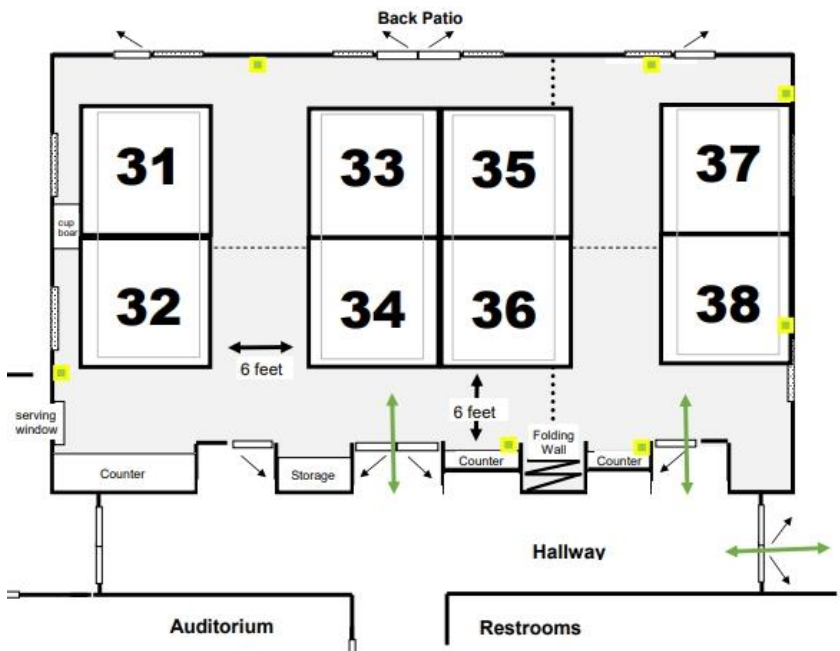 Back Patio
31
33
35
37
cup
boar
32
34
36
38
6 feet
6 feet
serving
window
Folding
Wall
Counter
Storage
Counter
Counter
Hallway
Auditorium
Restrooms